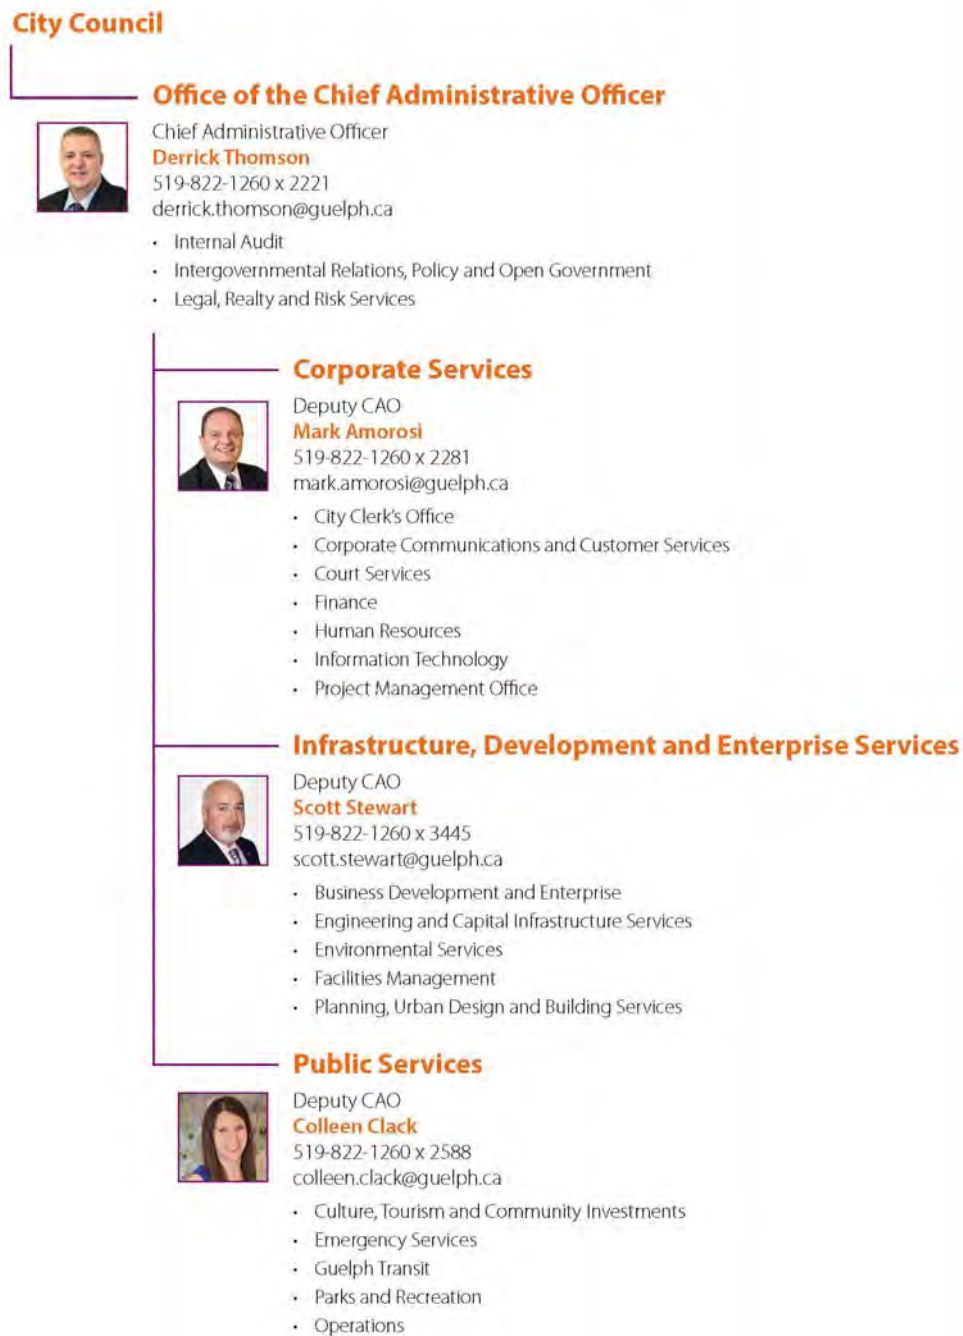 City Council
Office of the Chief Administrative Officer
Chief Administrative Officer
Derrick Thomson
519-822-1260 x 2221
derrick.thomson@guelph.ca
• Internal Audit
• Intergovernmental Relations, Policy and Open Government
• Legal, Realty and Risk Services
Corporate Services
Deputy CAO
Mark Amorosi
519-822-1260 x 2281
mark.amorosi@guelph.ca
• City Clerk's Office
• Corporate Communications and Customer Services
• Court Services
• Finance
• Human Resources
• Information Technology
• Project Management Office
Infrastructure, Development and Enterprise Services
Deputy CAO
Scott Stewart
519-822-1260 x 3445
scott.stewart@guelph.ca
• Business Development and Enterprise
• Engineering and Capital Infrastructure Services
• Environmental Services
• Facilities Management
• Planning, Urban Design and Building Services
Public Services
Deputy CAO
Colleen Clack
519-822-1260 x 2588
colleen.clack@guelph.ca
• Culture, Tourism and Community Investments
• Emergency Services
• Guelph Transit
• Parks and Recreation
• Operations